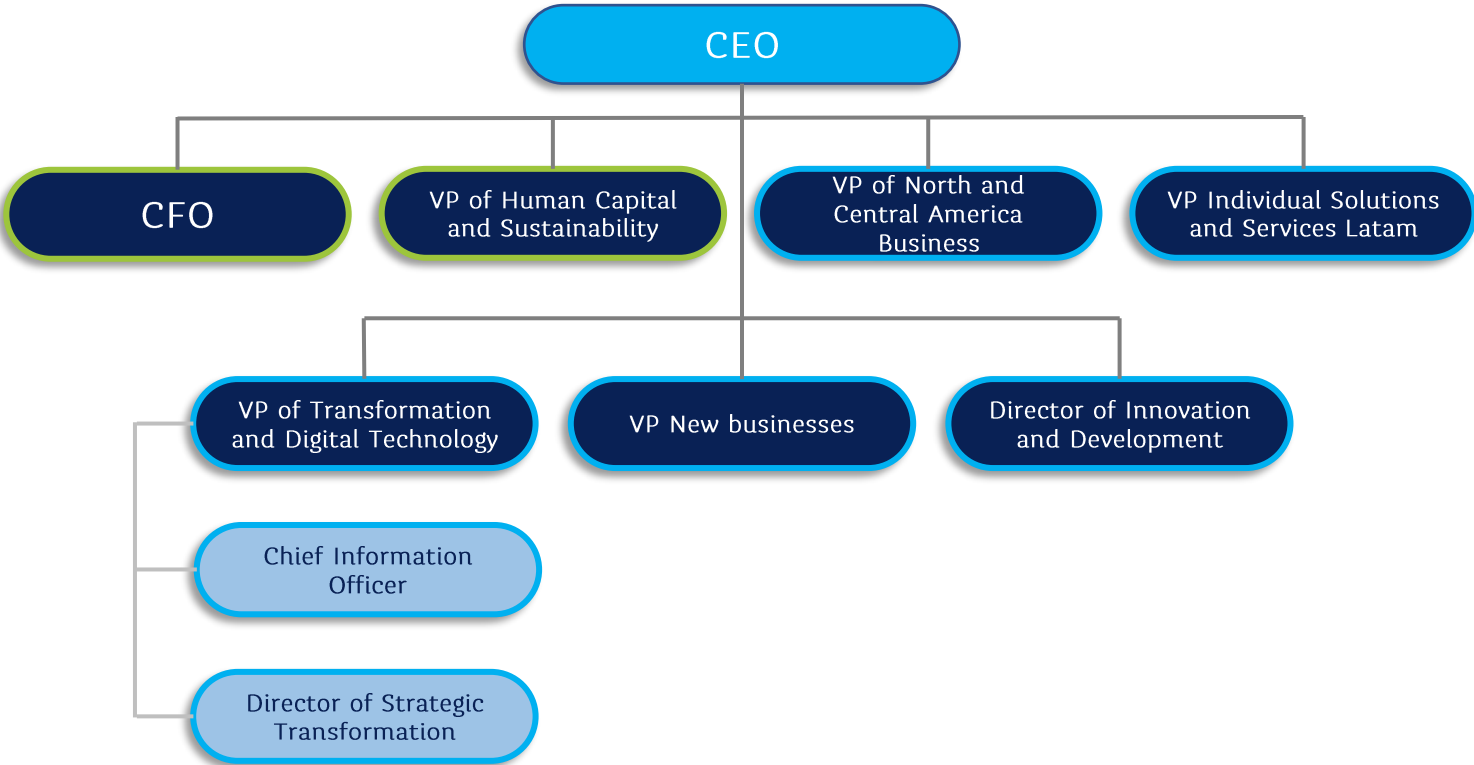 CEO
CFO
VP of Human Capital
and Sustainability
VP of North and
Central America
Business
VP Individual Solutions
and Services Latam
VP of Transformation
and Digital Technology
VP New businesses
Director of Innovation
and Development
Chief Information
Officer
Director of Strategic
Transformation